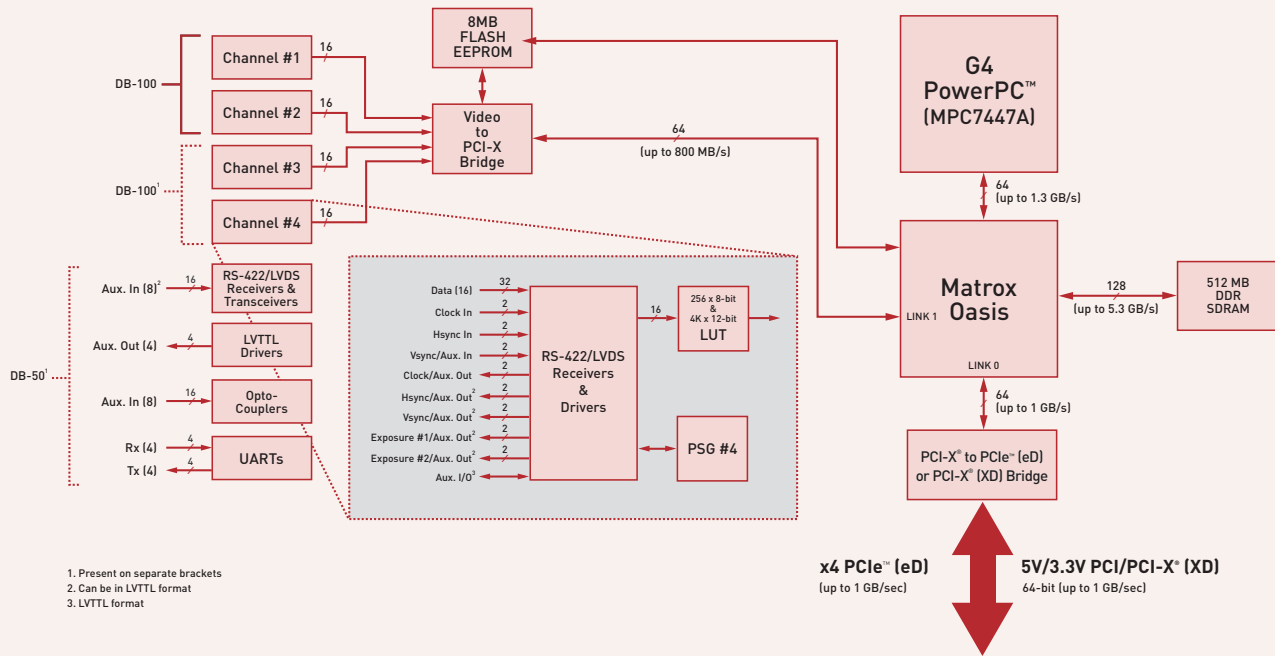 DB-100
Channel #1
16
Channel #2
16
DB-100¹
Channel #3
16
Channel #4
16
8MB
FLASH
EEPROM
Video
to
PCI-X
Bridge
64
(up to 800 MB/s)
G4
PowerPC™
(MPC7447A)
64
(up to 1.3 GB/s)
Matrox
Oasis
LINK 1
LINK 0
128
(up to 5.3 GB/s)
512 MB
DDR
SDRAM
64
(up to 1 GB/s)
PCI-X® to PCIe™ (eD)
or PCI-X® (XD) Bridge
x4 PCIe™ (eD)
(up to 1 GB/sec)
5V/3.3V PCI/PCI-X® (XD)
64-bit (up to 1 GB/sec)
DB-50¹
Aux. In (8)²
16
RS-422/LVDS
Receivers &
Transceivers
Aux. Out (4)
4
LVTTL
Drivers
Aux. In (8)
16
Opto-
Couplers
Rx (4)
4
Tx (4)
4
UARTs
Data (16)
32
Clock In
2
Hsync In
2
Vsync/Aux. In
2
Clock/Aux. Out
2
Hsync/Aux. Out²
2
Vsync/Aux. Out²
2
Exposure #1/Aux. Out²
2
Exposure #2/Aux. Out²
2
Aux. I/O³
RS-422/LVDS
Receivers
&
Drivers
16
256 x 8-bit
&
4K x 12-bit
LUT
PSG #4
1. Present on separate brackets
2. Can be in LVTTL format
3. LVTTL format